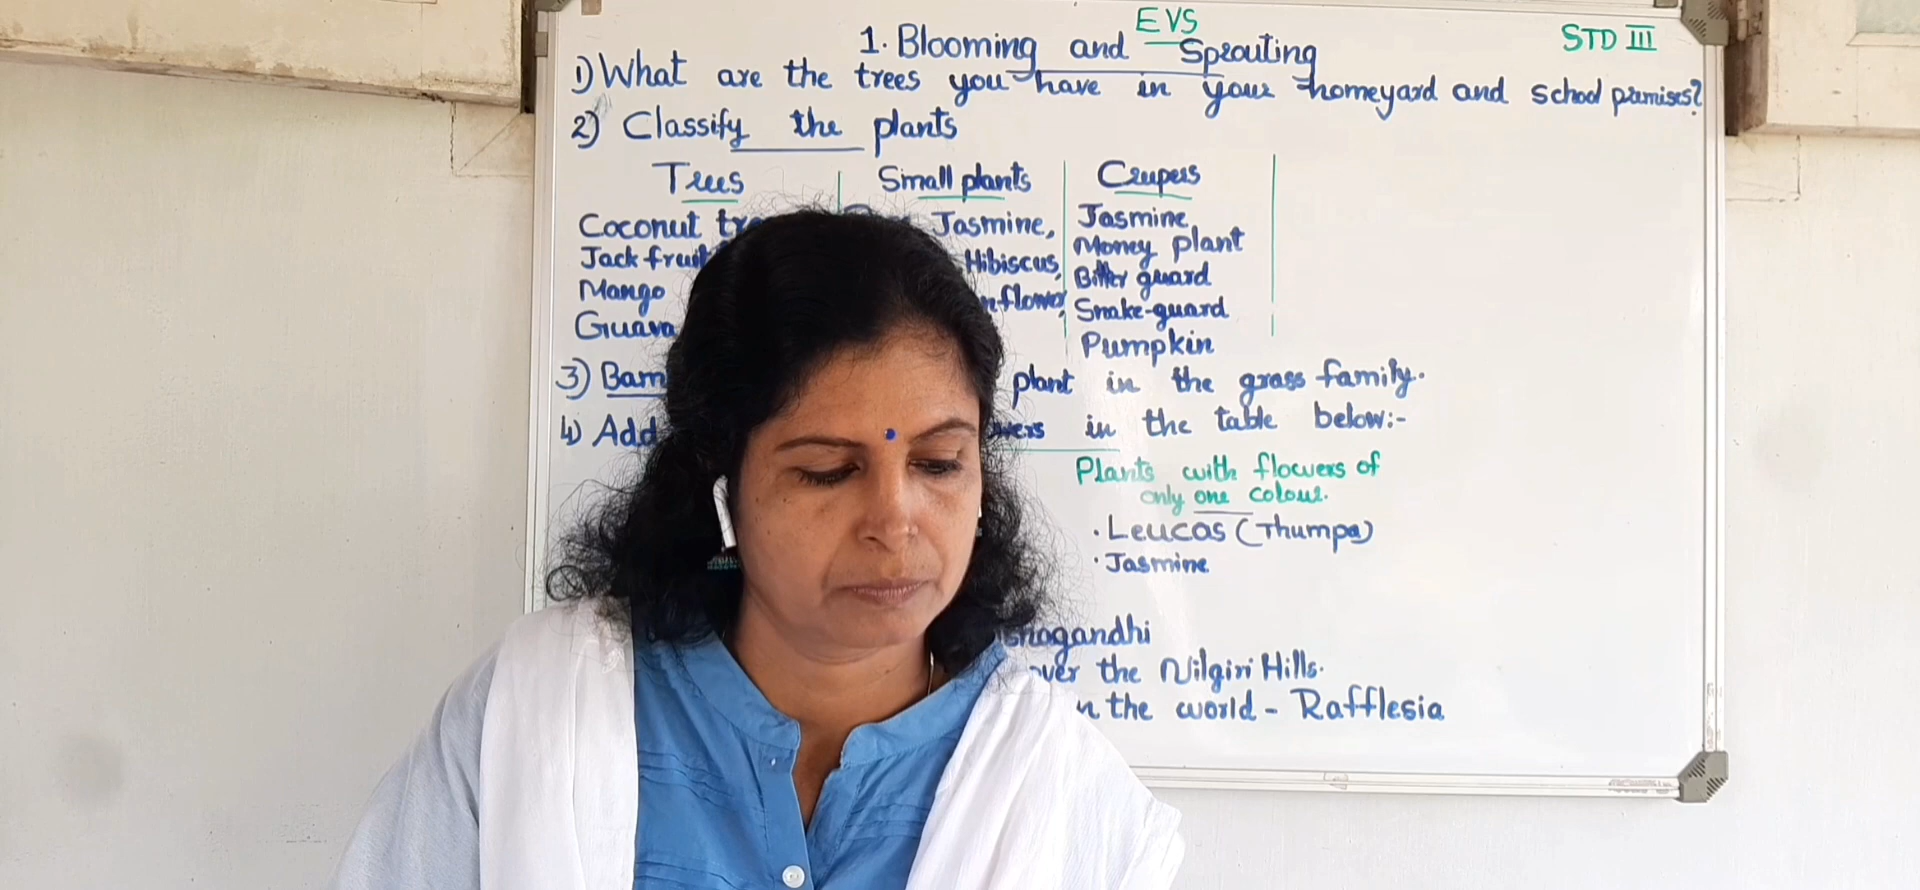 EVS
STD III
1. Blooming and Sprouting
1) What are the trees you have in your homeyard and school premises?
2) Classify the plants
Trees Small plants Creepers
Coconut Jasmine, Jasmine
Jack Hibiscus, Money plant
Mango Bitter guard
Guava Snake-guard
Pumpkin
3) plant in the grass family.
4) Add in the table below:-
Plants with flowers of
only one colour.
· Leucas (Thumpa)
· Jasmine
the Nilgiri Hills.
the world - Rafflesia